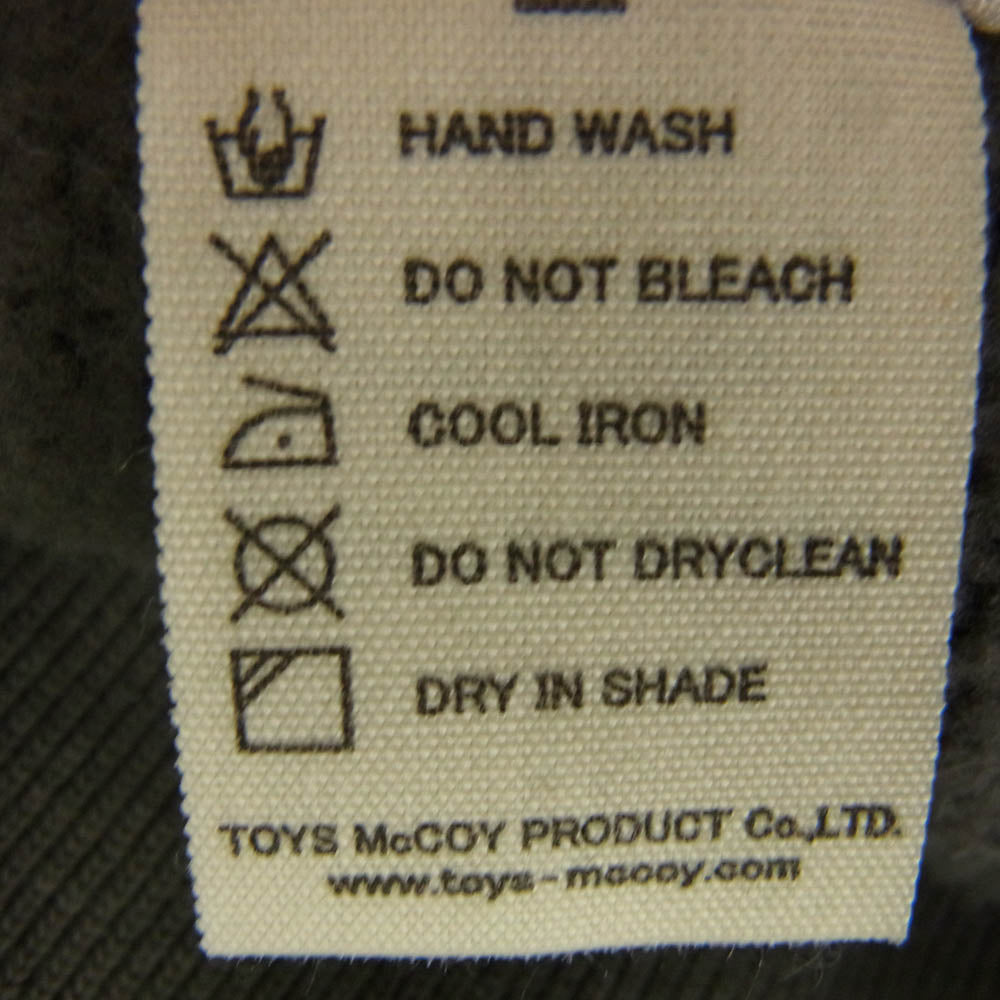 HAND WASH
DO NOT BLEACH
COOL IRON
DO NOT DRYCLEAN
DRY IN SHADE
TOYS McCOY PRODUCT Co.,LTD.
www.toys-mccoy.com